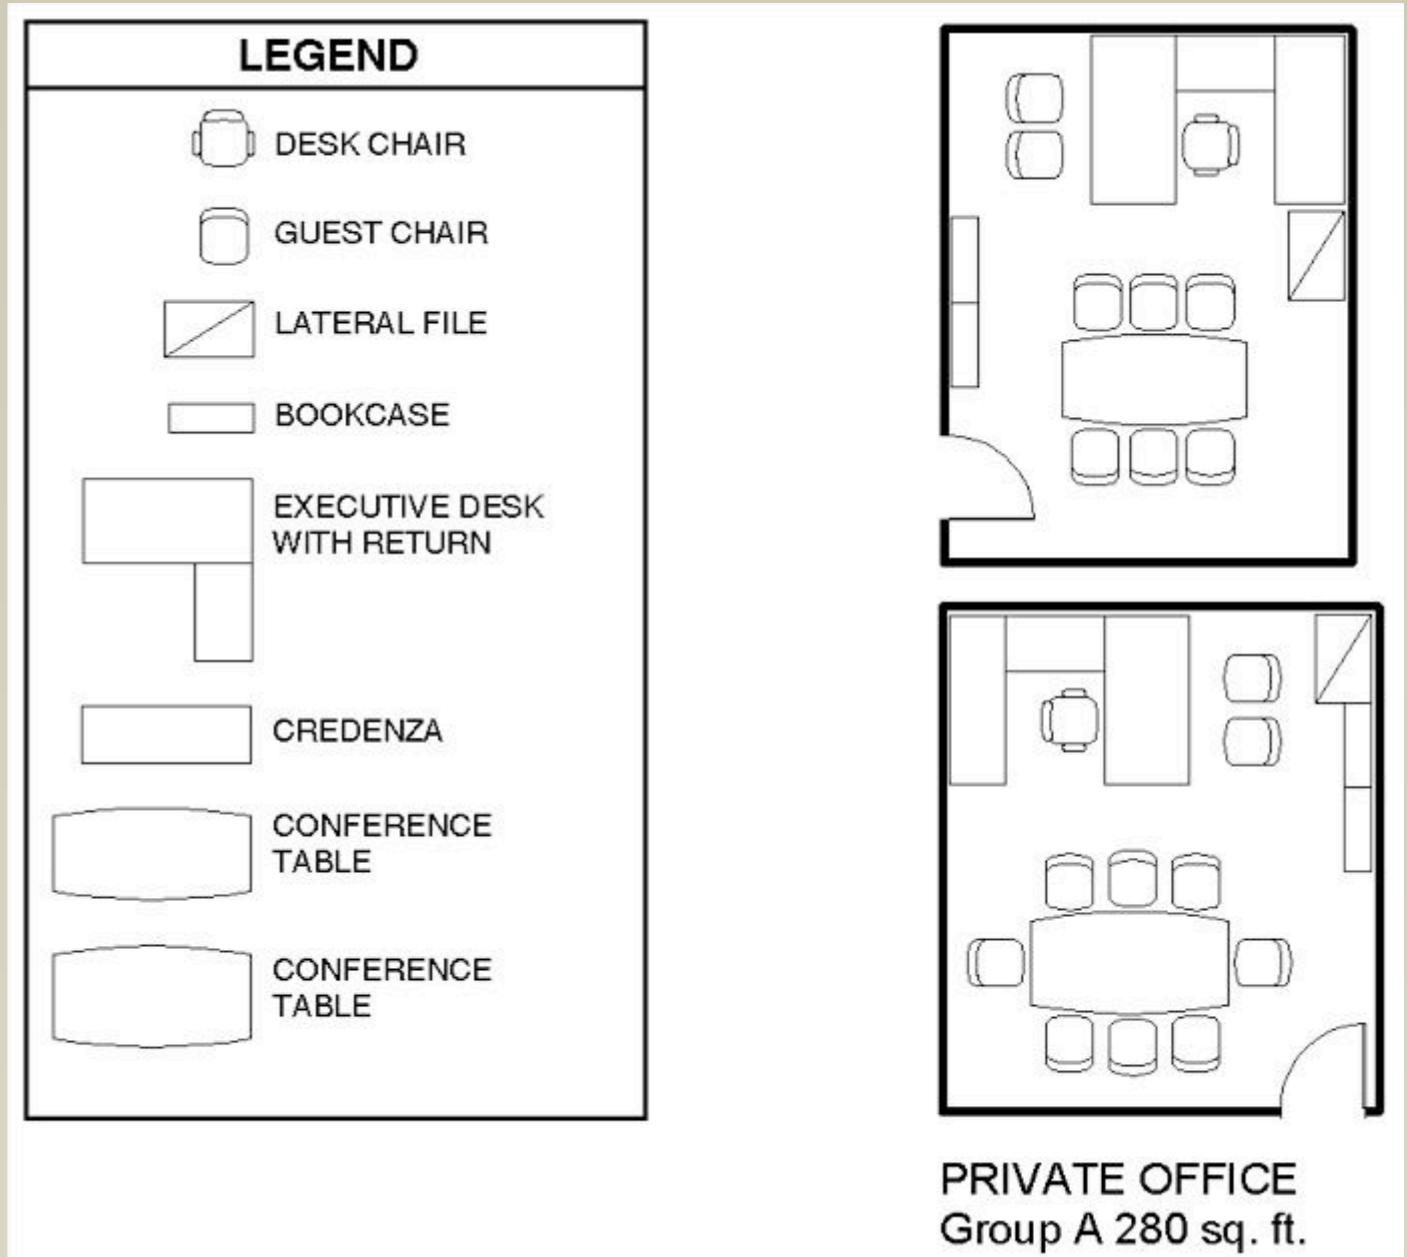 LEGEND
DESK CHAIR
GUEST CHAIR
LATERAL FILE
BOOKCASE
EXECUTIVE DESK
WITH RETURN
CREDENZA
CONFERENCE
TABLE
CONFERENCE
TABLE
PRIVATE OFFICE
Group A 280 sq. ft.